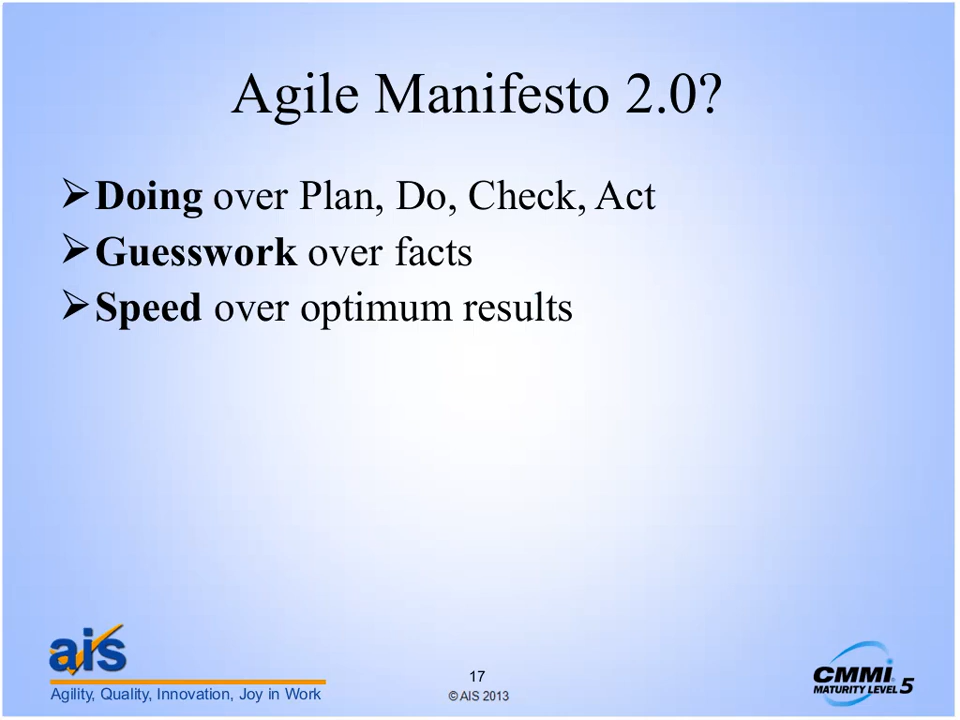 Agile Manifesto 2.0?
➢ Doing over Plan, Do, Check, Act
➢ Guesswork over facts
➢ Speed over optimum results
ais
Agility, Quality, Innovation, Joy in Work
17
© AIS 2013
CMMI
MATURITY LEVEL 5